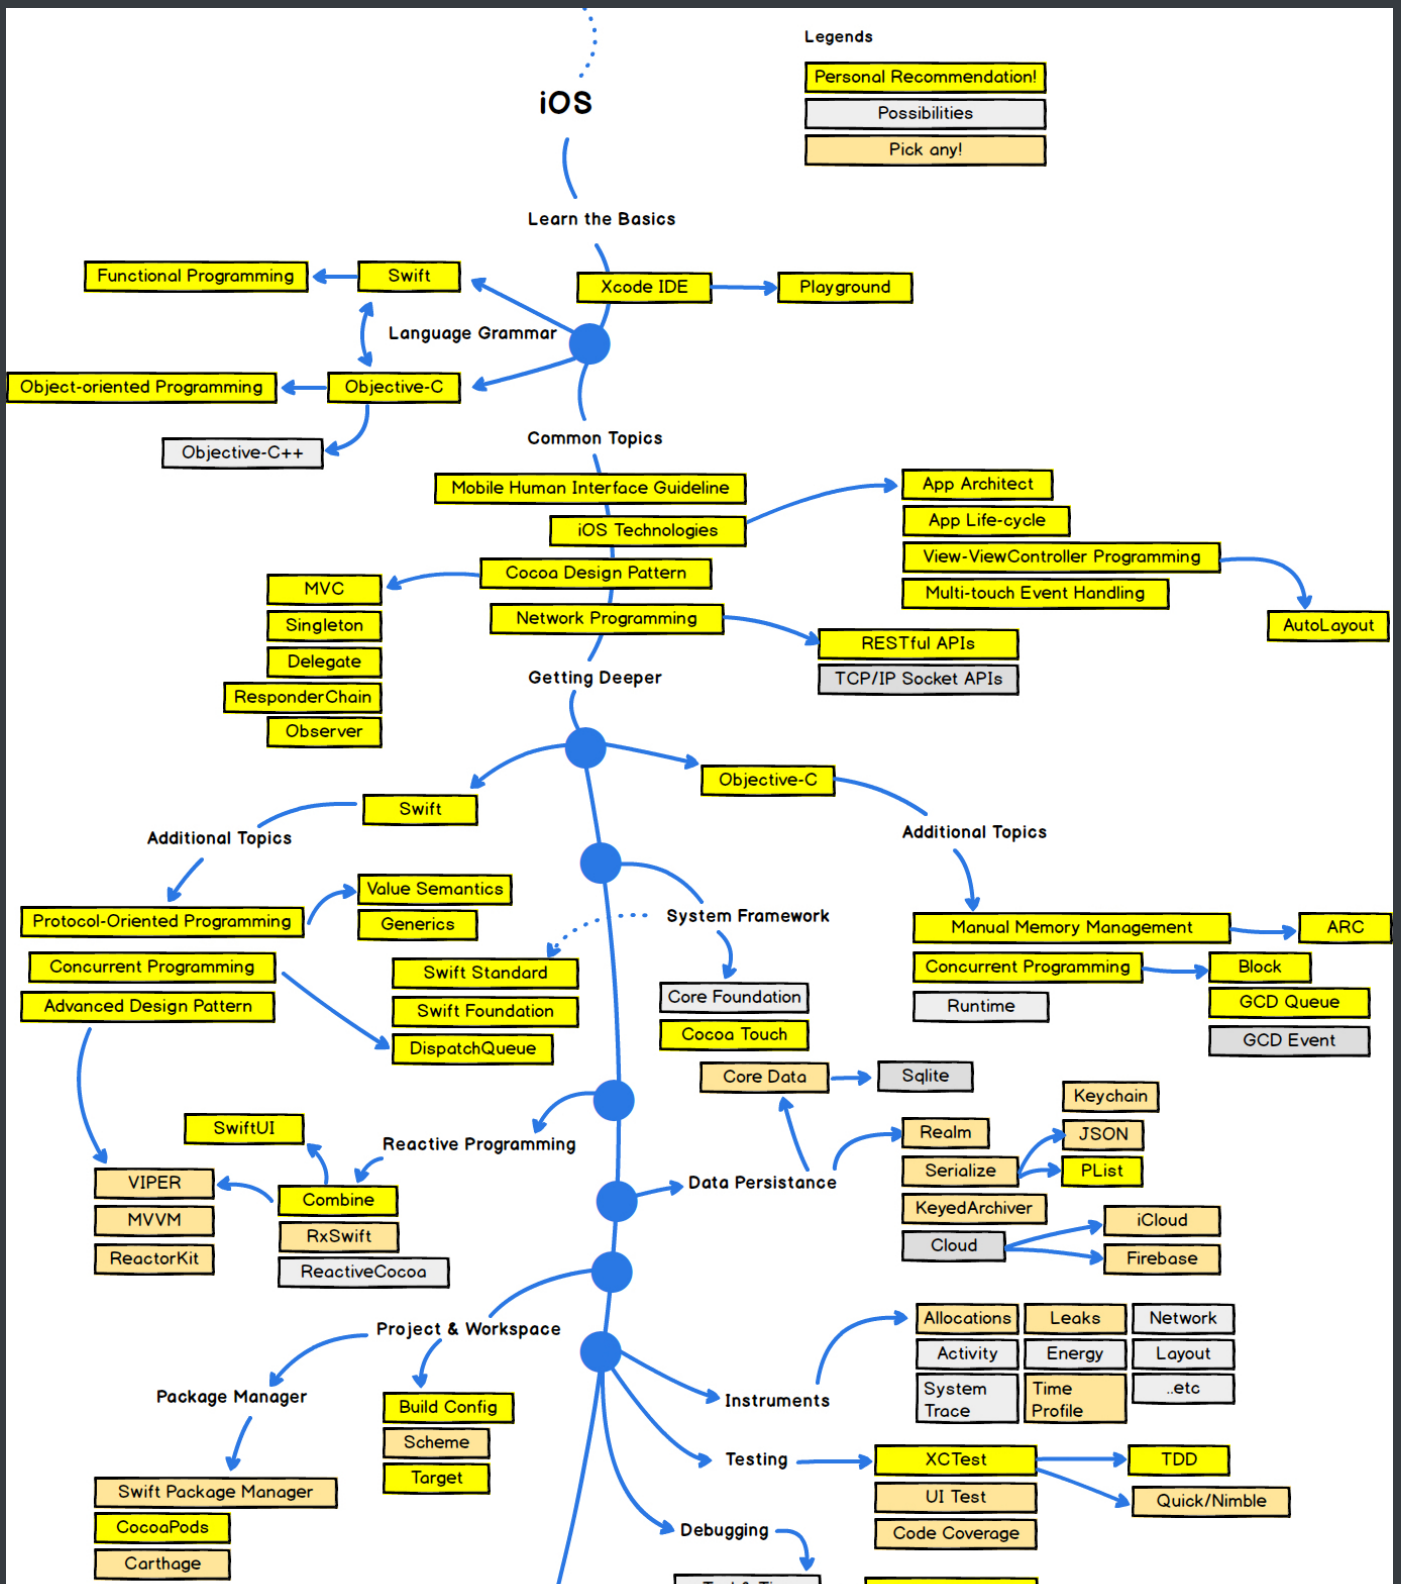 Legends
Personal Recommendation!
Possibilities
Pick any!
iOS
Learn the Basics
Xcode IDE
Playground
Functional Programming
Swift
Language Grammar
Object-oriented Programming
Objective-C
Objective-C++
Common Topics
Mobile Human Interface Guideline
iOS Technologies
Cocoa Design Pattern
Network Programming
App Architect
App Life-cycle
View-ViewController Programming
Multi-touch Event Handling
AutoLayout
MVC
Singleton
Delegate
ResponderChain
Observer
RESTful APIs
TCP/IP Socket APIs
Getting Deeper
Swift
Objective-C
Additional Topics
Additional Topics
Protocol-Oriented Programming
Concurrent Programming
Advanced Design Pattern
Value Semantics
Generics
System Framework
Swift Standard
Swift Foundation
DispatchQueue
Core Foundation
Cocoa Touch
Manual Memory Management
ARC
Concurrent Programming
Block
Runtime
GCD Queue
GCD Event
Core Data
Sqlite
Reactive Programming
SwiftUI
Combine
RxSwift
ReactiveCocoa
VIPER
MVVM
ReactorKit
Data Persistance
Realm
Serialize
KeyedArchiver
Cloud
Keychain
JSON
PList
iCloud
Firebase
Project & Workspace
Package Manager
Build Config
Scheme
Target
Swift Package Manager
CocoaPods
Carthage
Instruments
Allocations
Leaks
Network
Activity
Energy
Layout
System
Trace
Time
Profile
..etc
Testing
XCTest
UI Test
Code Coverage
TDD
Quick/Nimble
Debugging